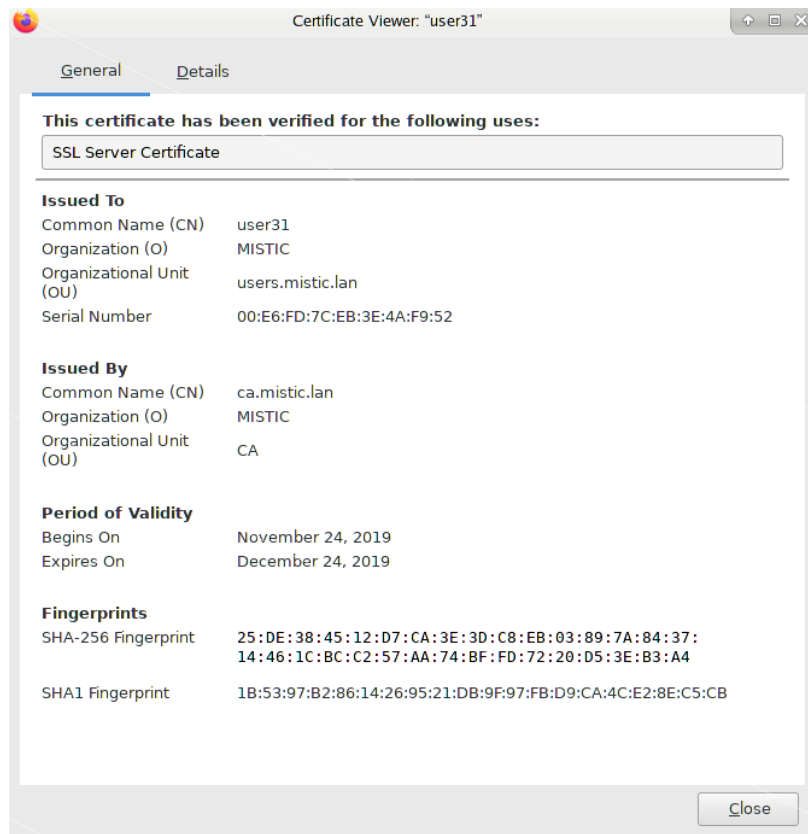 Certificate Viewer: “user31”
General Details
This certificate has been verified for the following uses:
SSL Server Certificate
Issued To
Common Name (CN) user31
Organization (O) MISTIC
Organizational Unit (OU) users.mistic.lan
Serial Number 00:E6:FD:7C:EB:3E:4A:F9:52
Issued By
Common Name (CN) ca.mistic.lan
Organization (O) MISTIC
Organizational Unit (OU) CA
Period of Validity
Begins On November 24, 2019
Expires On December 24, 2019
Fingerprints
SHA-256 Fingerprint 25:DE:38:45:12:D7:CA:3E:3D:C8:EB:03:89:7A:84:37:
14:46:1C:BC:C2:57:AA:74:BF:FD:72:20:D5:3E:B3:A4
SHA1 Fingerprint 1B:53:97:B2:86:14:26:95:21:DB:9F:97:FB:D9:CA:4C:E2:8E:C5:CB
Close